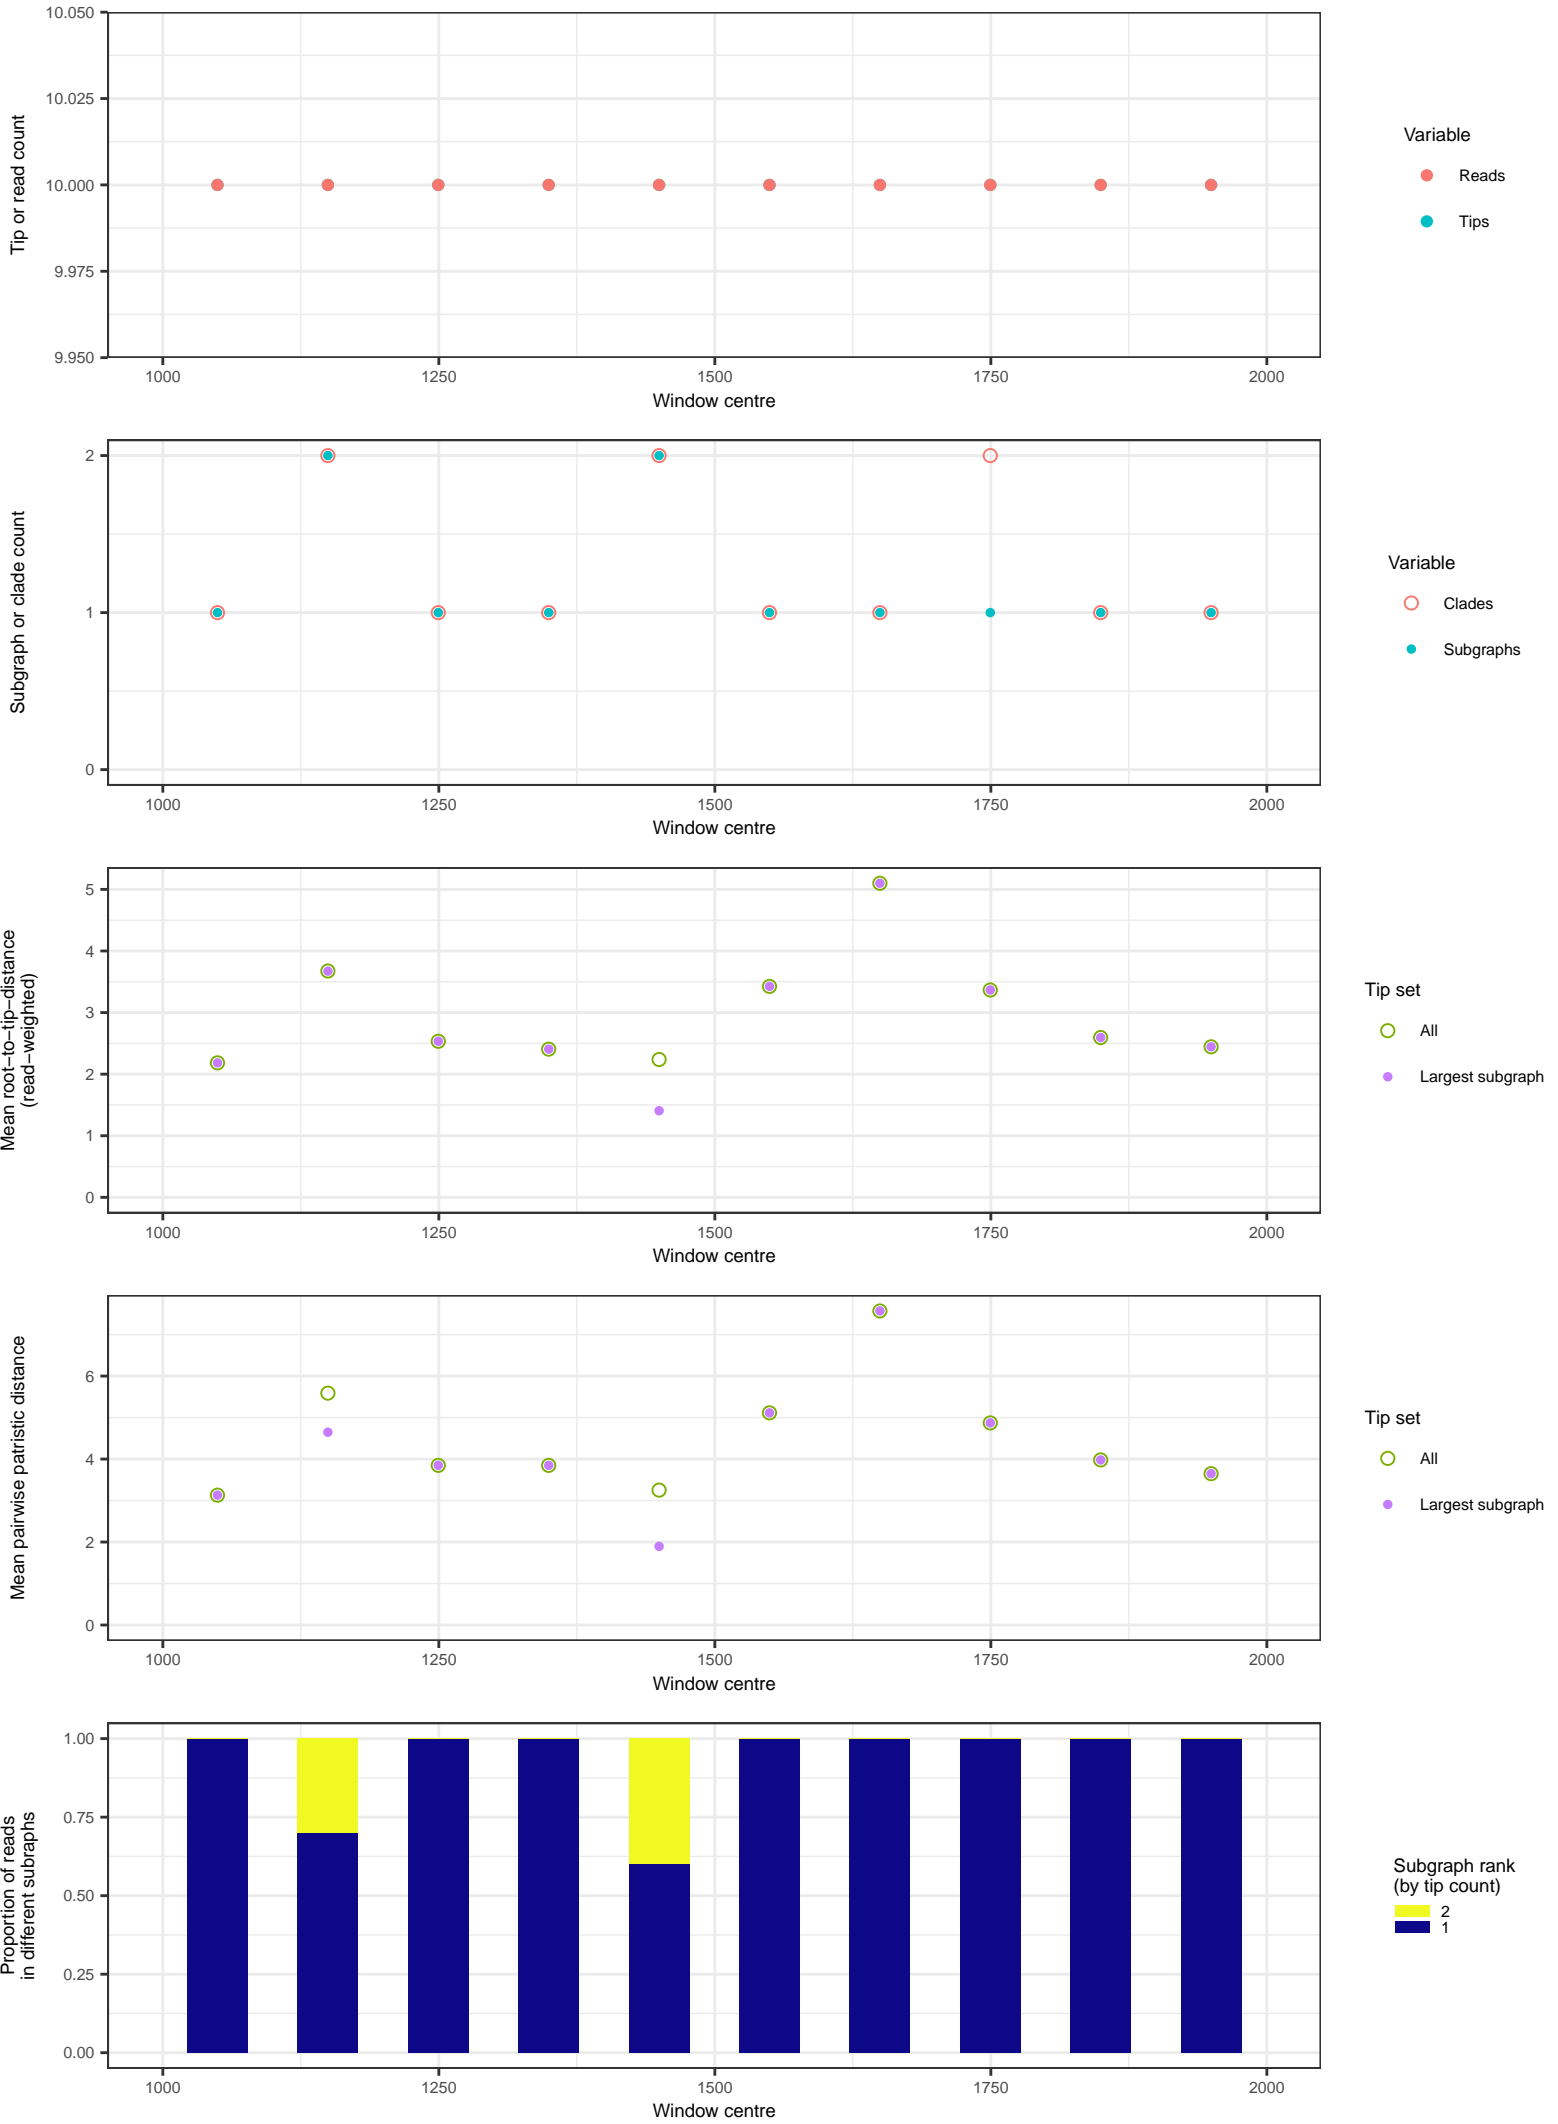 10.050
10.025
10.000
9.975
9.950
Tip or read count
1000 1250 1500 1750 2000
Window centre
Variable
Reads
Tips
2
1
0
Subgraph or clade count
1000 1250 1500 1750 2000
Window centre
Variable
Clades
Subgraphs
5
4
3
2
1
0
Mean root−to−tip−distance
(read−weighted)
1000 1250 1500 1750 2000
Window centre
Tip set
All
Largest subgraph
6
4
2
0
Mean pairwise patristic distance
1000 1250 1500 1750 2000
Window centre
Tip set
All
Largest subgraph
1.00
0.75
0.50
0.25
0.00
Proportion of reads
in different subraphs
1000 1250 1500 1750 2000
Window centre
Subgraph rank
(by tip count)
2
1